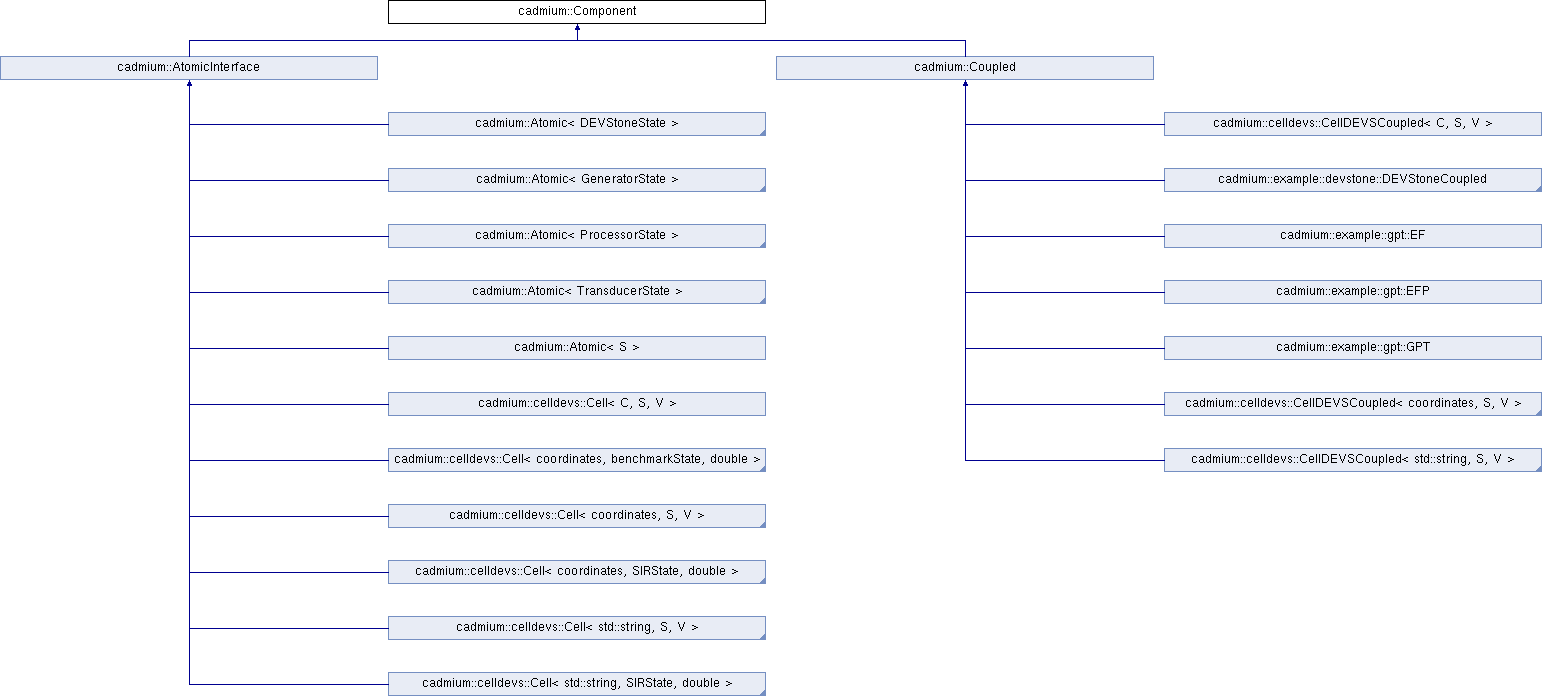 cadmium::Component
cadmium::AtomicInterface
cadmium::Coupled
cadmium::Atomic< DEVStoneState >
cadmium::celldevs::CellDEVSCoupled< C, S, V >
cadmium::Atomic< GeneratorState >
cadmium::example::devstone::DEVStoneCoupled
cadmium::Atomic< ProcessorState >
cadmium::example::gpt::EF
cadmium::Atomic< TransducerState >
cadmium::example::gpt::EFP
cadmium::Atomic< S >
cadmium::example::gpt::GPT
cadmium::celldevs::Cell< C, S, V >
cadmium::celldevs::CellDEVSCoupled< coordinates, S, V >
cadmium::celldevs::Cell< coordinates, benchmarkState, double >
cadmium::celldevs::CellDEVSCoupled< std::string, S, V >
cadmium::celldevs::Cell< coordinates, S, V >
cadmium::celldevs::Cell< coordinates, SIRState, double >
cadmium::celldevs::Cell< std::string, S, V >
cadmium::celldevs::Cell< std::string, SIRState, double >